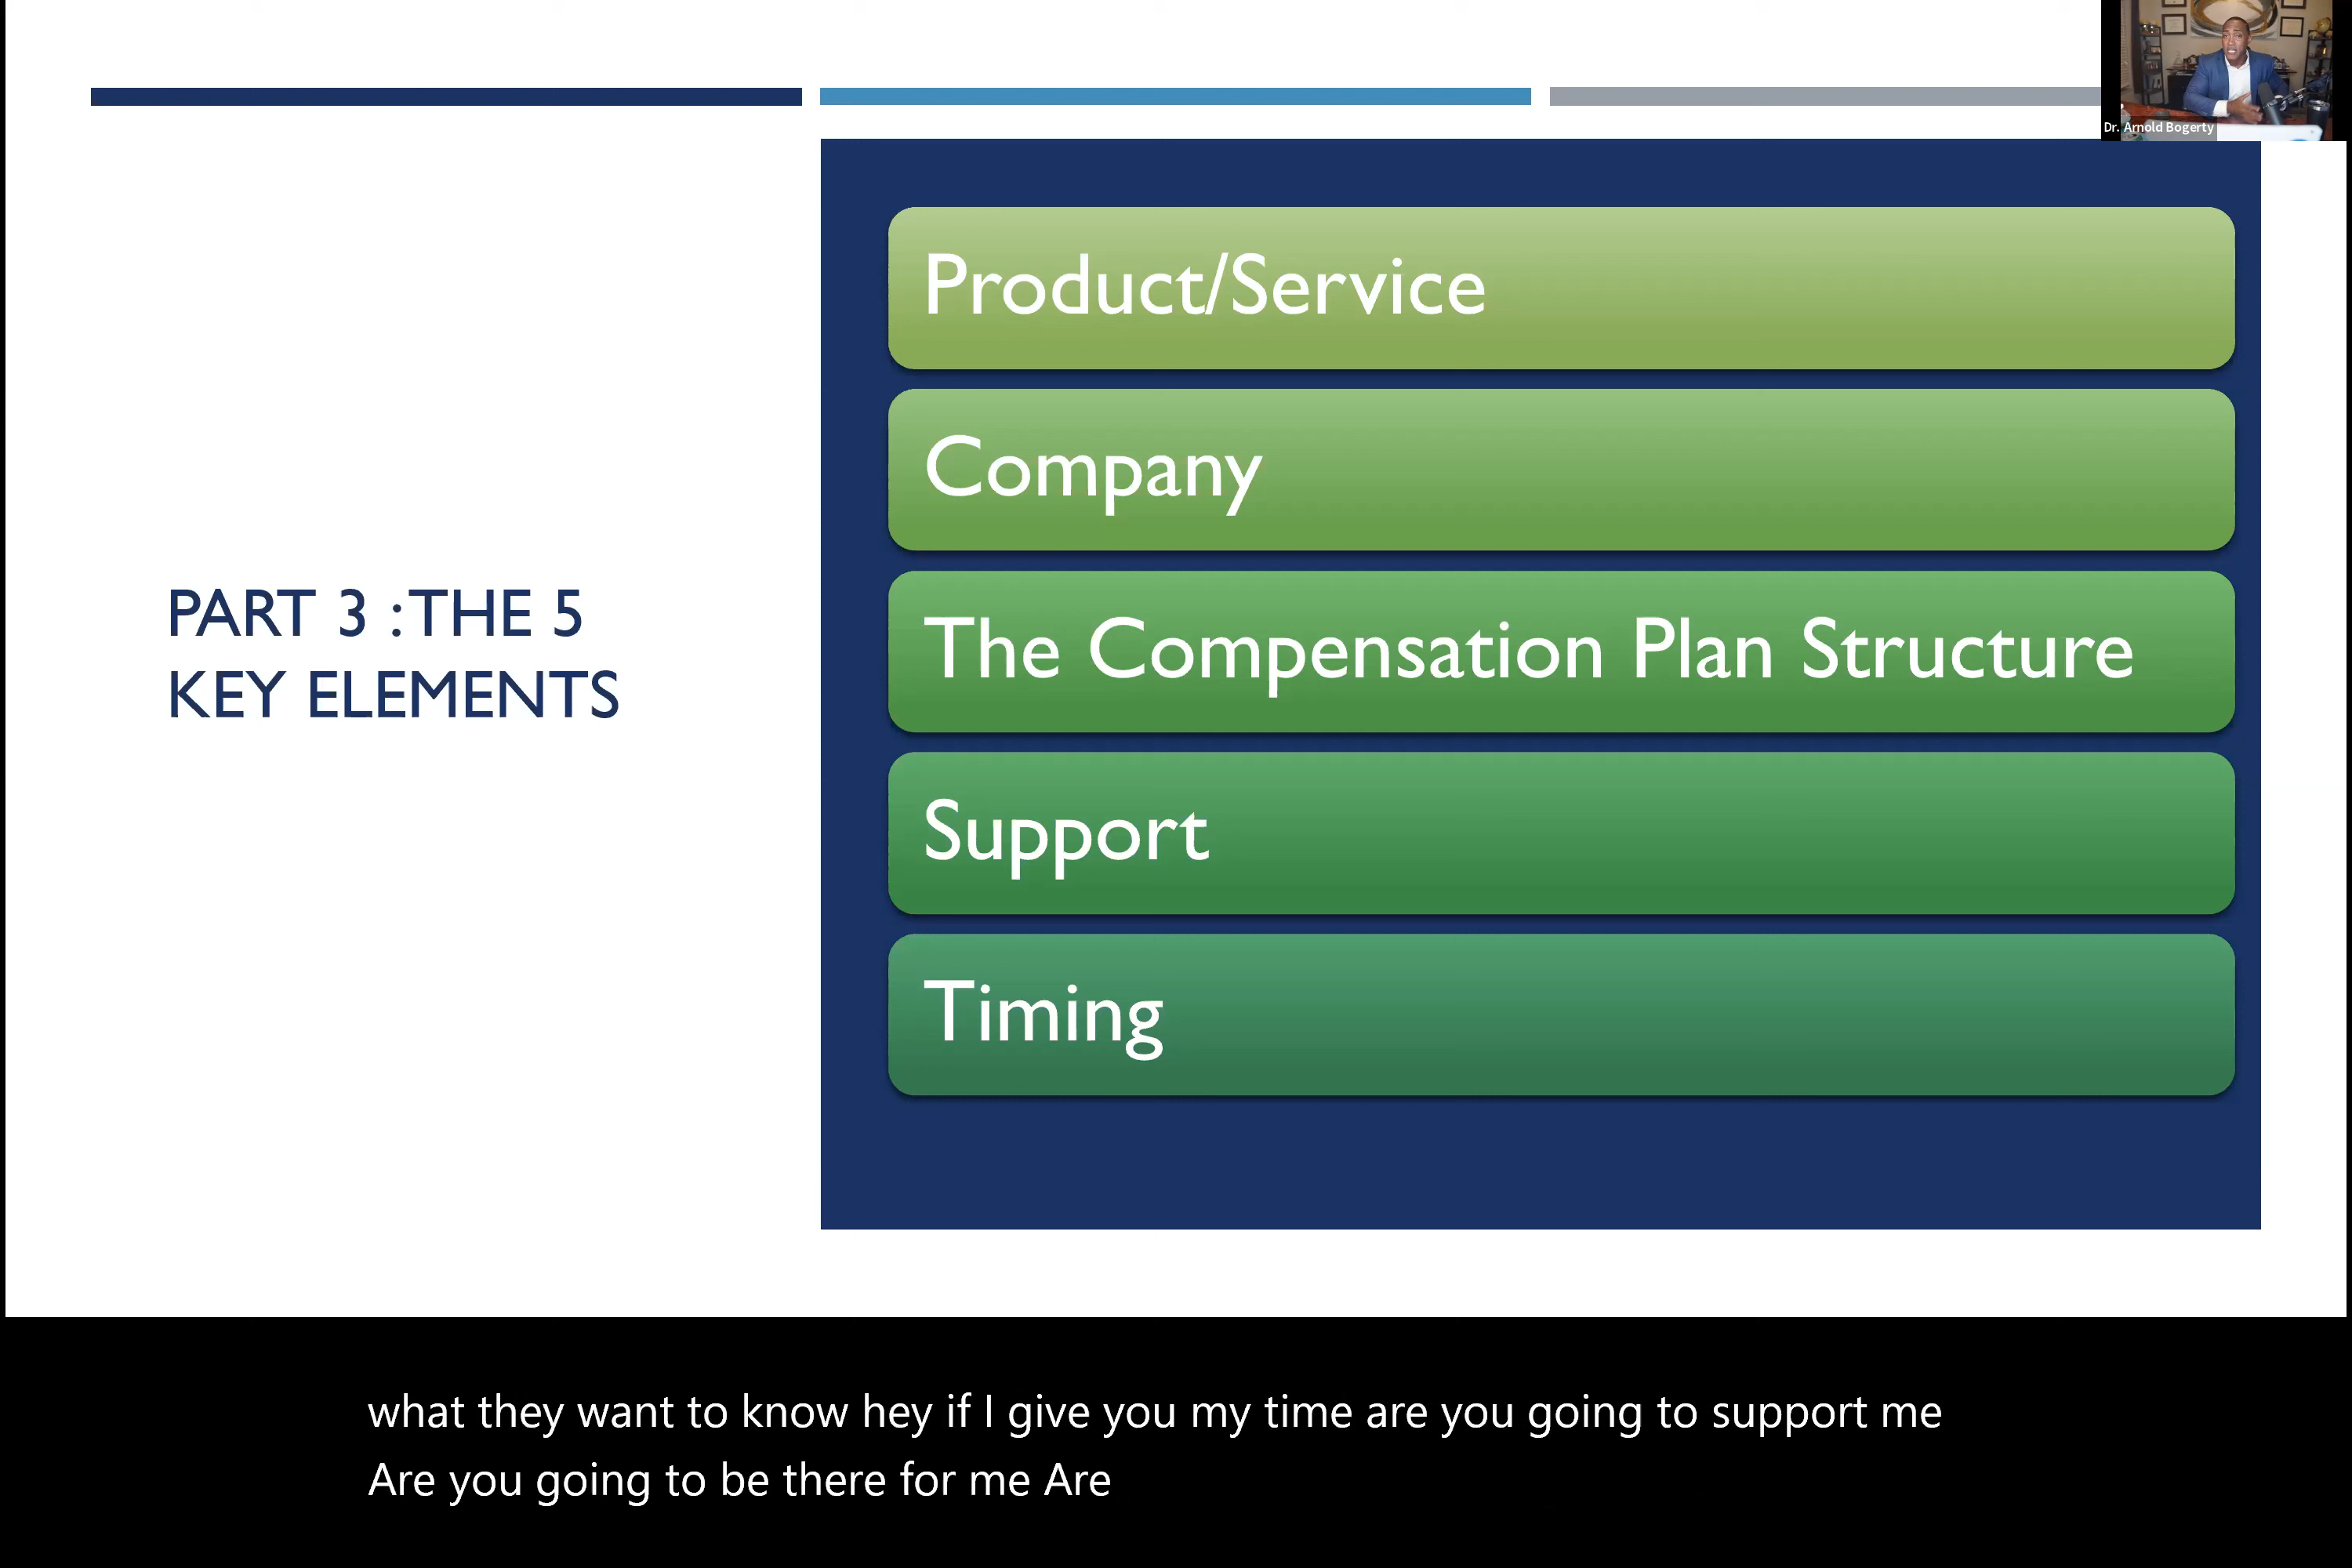 Dr. Arnold Bogerty
PART 3 : THE 5
KEY ELEMENTS
Product/Service
Company
The Compensation Plan Structure
Support
Timing
what they want to know hey if I give you my time are you going to support me
Are you going to be there for me Are